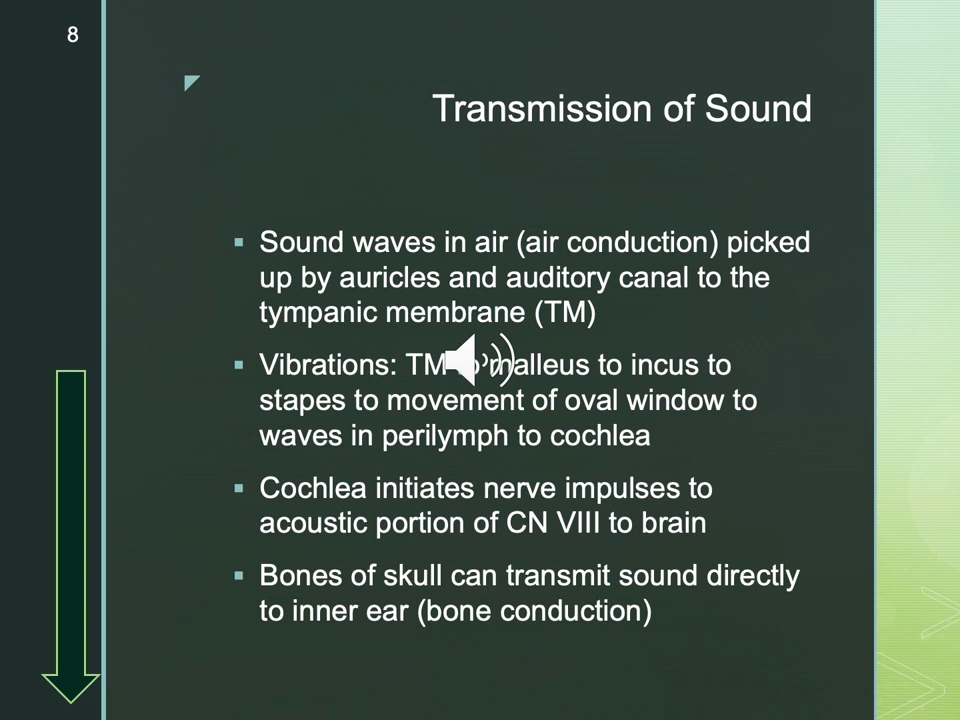 8
Transmission of Sound
▪ Sound waves in air (air conduction) picked
up by auricles and auditory canal to the
tympanic membrane (TM)
▪ Vibrations: TM to malleus to incus to
stapes to movement of oval window to
waves in perilymph to cochlea
▪ Cochlea initiates nerve impulses to
acoustic portion of CN VIII to brain
▪ Bones of skull can transmit sound directly
to inner ear (bone conduction)